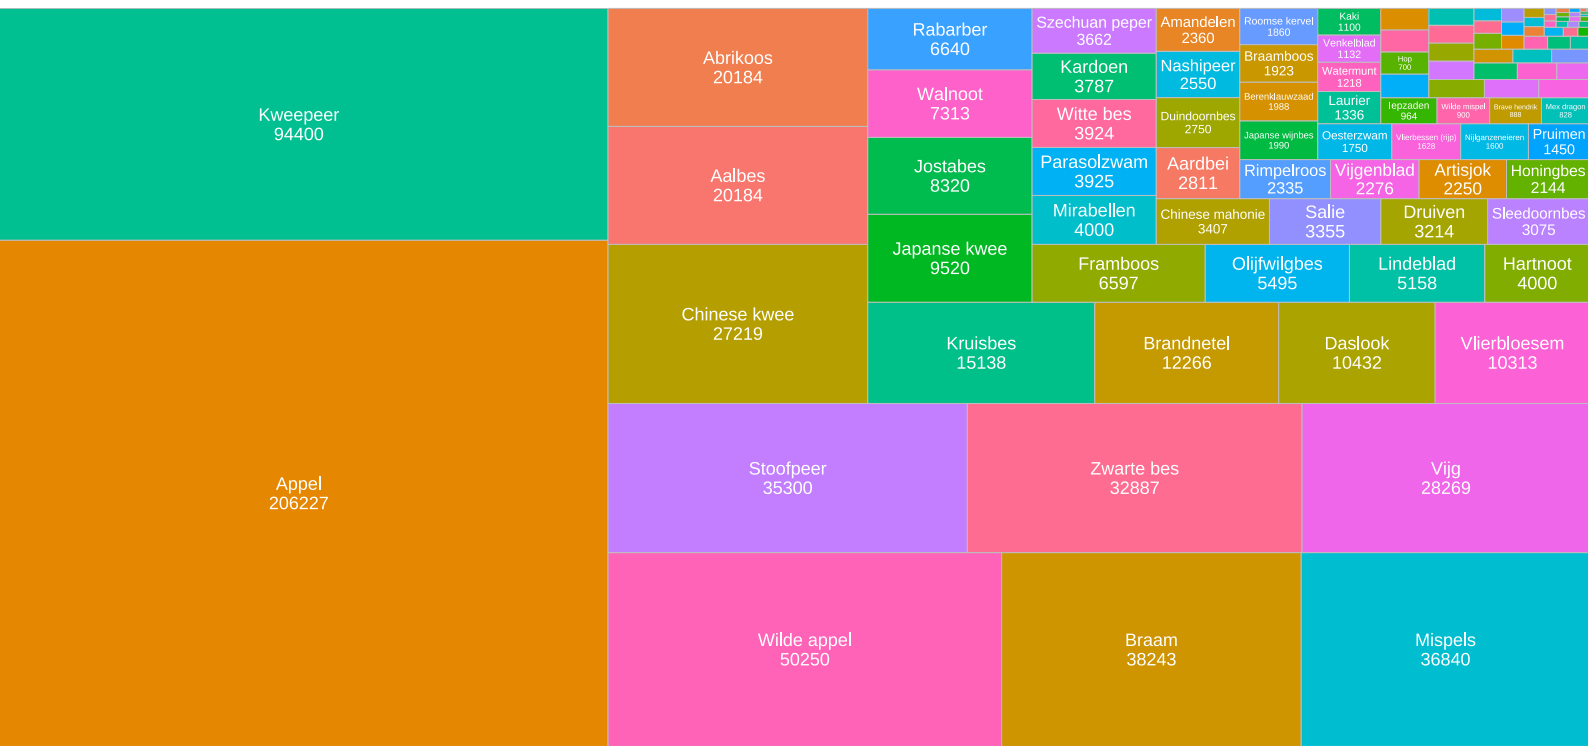 Kweepeer
94400
Appel
206227
Abrikoos
20184
Aalbes
20184
Chinese kwee
27219
Stoofpeer
35300
Zwarte bes
32887
Vijg
28269
Wilde appel
50250
Braam
38243
Mispels
36840
Rabarber
6640
Walnoot
7313
Jostabes
8320
Japanse kwee
9520
Kruisbes
15138
Brandnetel
12266
Daslook
10432
Vlierbloesem
10313
Szechuan peper
3662
Kardoen
3787
Witte bes
3924
Parasolzwam
3925
Mirabellen
4000
Framboos
6597
Olijfwilgbes
5495
Lindeblad
5158
Hartnoot
4000
Amandelen
2360
Nashipeer
2550
Duindoornbes
2750
Aardbei
2811
Chinese mahonie
3407
Salie
3355
Druiven
3214
Sleedoornbes
3075
Roomse kervel
1860
Braamboos
1923
Berenklauwzaad
1988
Japanse wijnbes
1990
Rimpelroos
2335
Vijgenblad
2276
Artisjok
2250
Honingbes
2144
Kaki
1100
Venkelblad
1132
Watermunt
1218
Laurier
1336
Oesterzwam
1750
Vlierbessen (rijp)
1628
Nijlganzeneieren
1600
Pruimen
1450
Hop
700
Iepzaden
964
Wilde mispel
900
Brave hendrik
888
Mex dragon
828